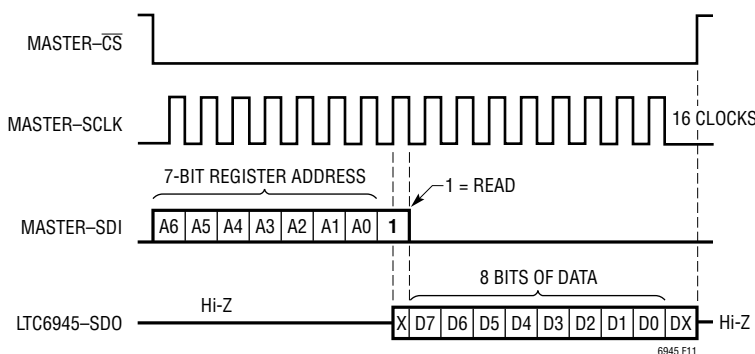 MASTER–CS
MASTER–SCLK
16 CLOCKS
7-BIT REGISTER ADDRESS
1 = READ
MASTER–SDI
A6 A5 A4 A3 A2 A1 A0 1
8 BITS OF DATA
Hi-Z
LTC6945–SDO
X D7 D6 D5 D4 D3 D2 D1 D0 DX
Hi-Z
6945 F11